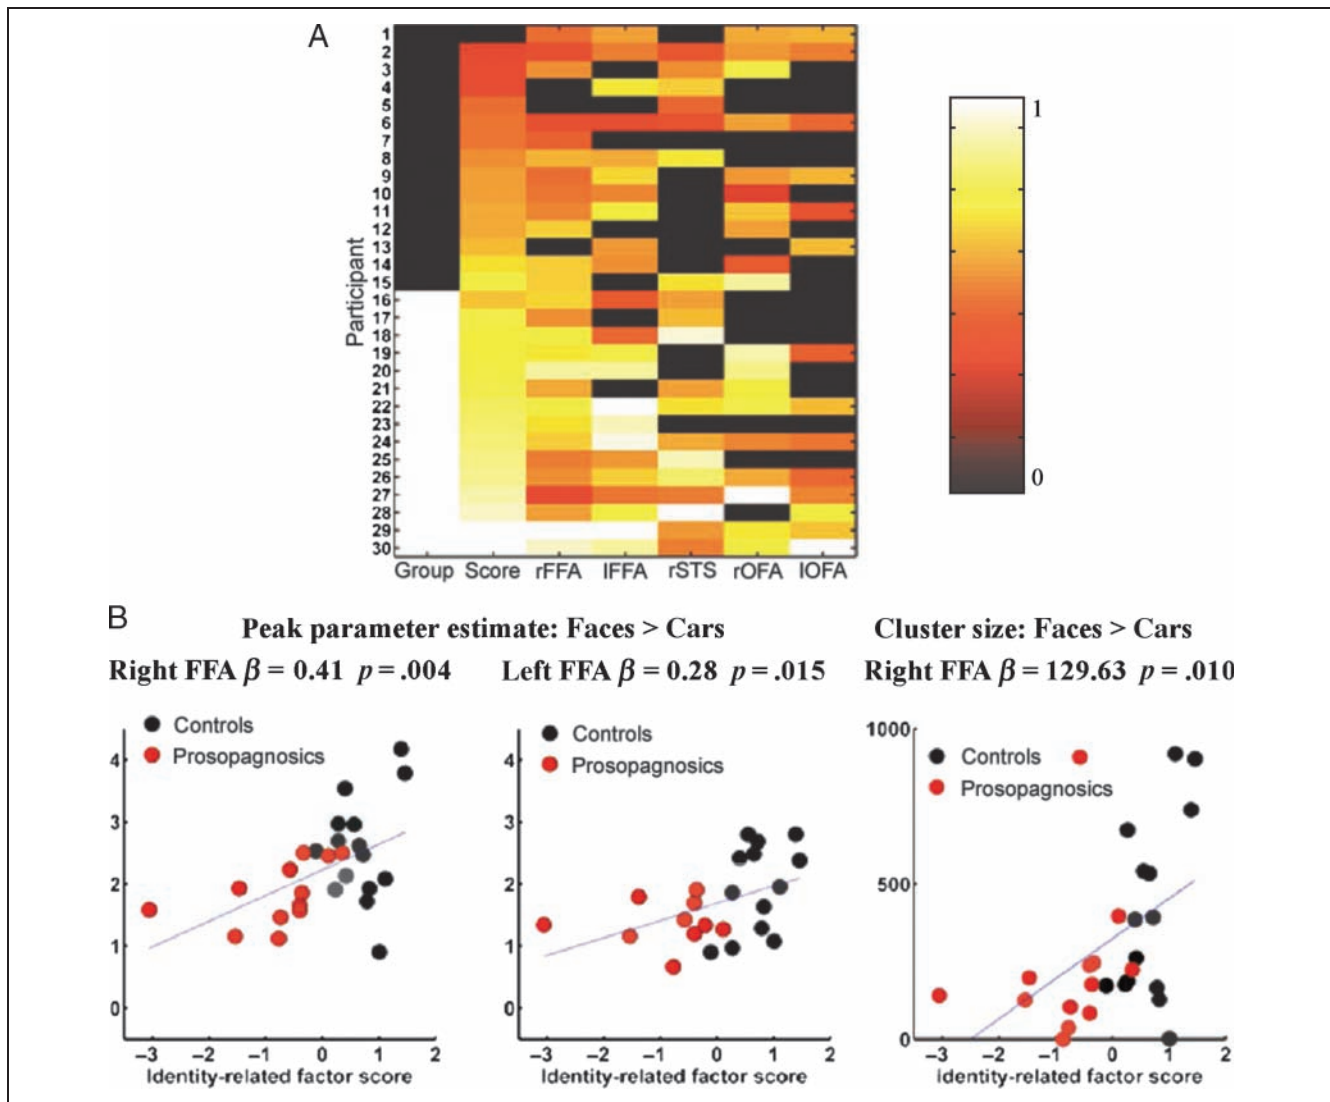 A
1
2
3
4
5
6
7
8
9
10
11
12
13
14
15
16
17
18
19
20
21
22
23
24
25
26
27
28
29
30
Participant
Group Score rFFA lFFA rSTS rOFA lOFA
1
0
B
Peak parameter estimate: Faces > Cars
Cluster size: Faces > Cars
Right FFA β = 0.41 p = .004
Left FFA β = 0.28 p = .015
Right FFA β = 129.63 p = .010
Controls
Prosopagnosics
4
3
2
1
0
–3 –2 –1 0 1 2
Identity-related factor score
Controls
Prosopagnosics
4
3
2
1
0
–3 –2 –1 0 1 2
Identity-related factor score
1000
Controls
Prosopagnosics
500
0
–3 –2 –1 0 1 2
Identity-related factor score